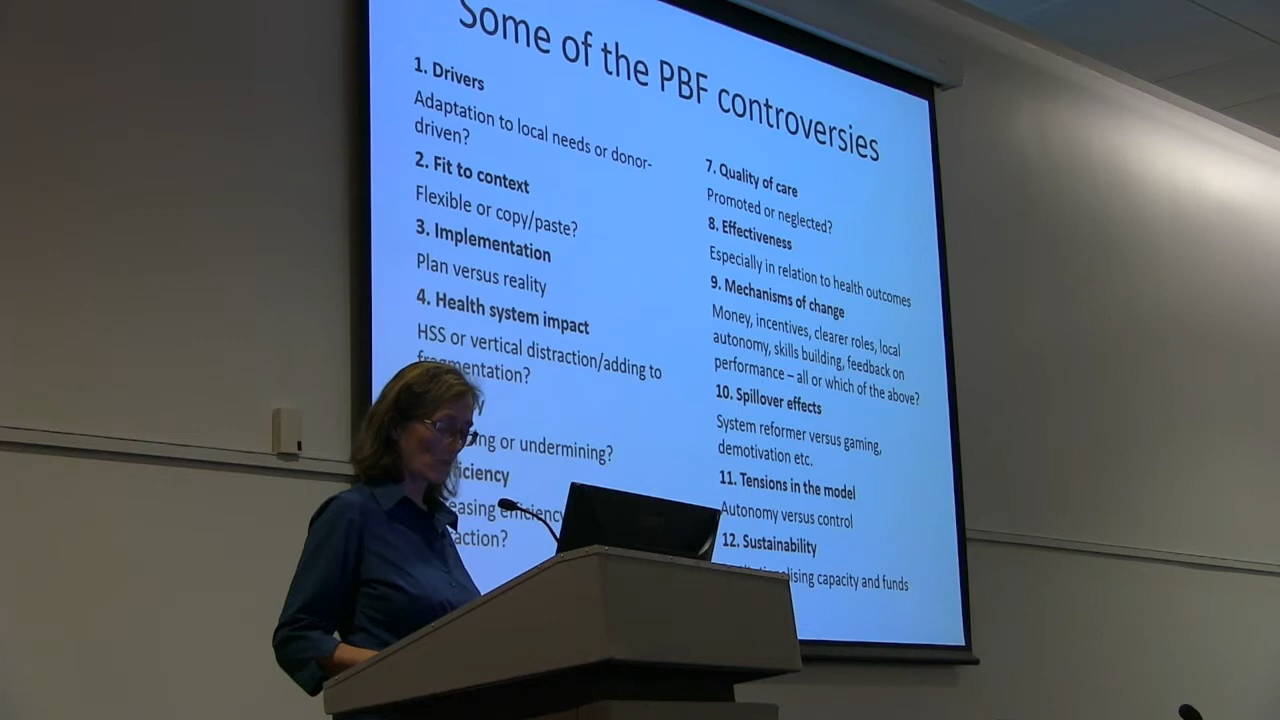 Some of the PBF controversies
1. Drivers
Adaptation to local needs or donor-
driven?
2. Fit to context
Flexible or copy/paste?
3. Implementation
Plan versus reality
4. Health system impact
HSS or vertical distraction/adding to
fragmentation?
or undermining?
7. Quality of care
Promoted or neglected?
8. Effectiveness
Especially in relation to health outcomes
9. Mechanisms of change
Money, incentives, clearer roles, local
autonomy, skills building, feedback on
performance – all or which of the above?
10. Spillover effects
System reformer versus gaming,
demotivation etc.
11. Tensions in the model
Autonomy versus control
12. Sustainability
capacity and funds